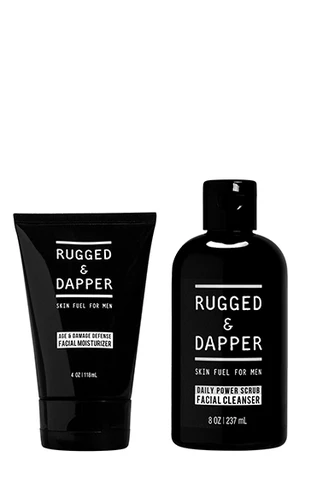 RUGGED
&
DAPPER
SKIN FUEL FOR MEN
AGE & DAMAGE DEFENSE
FACIAL MOISTURIZER
4 OZ | 118 mL
RUGGED
&
DAPPER
SKIN FUEL FOR MEN
DAILY POWER SCRUB
FACIAL CLEANSER
8 OZ | 237 mL